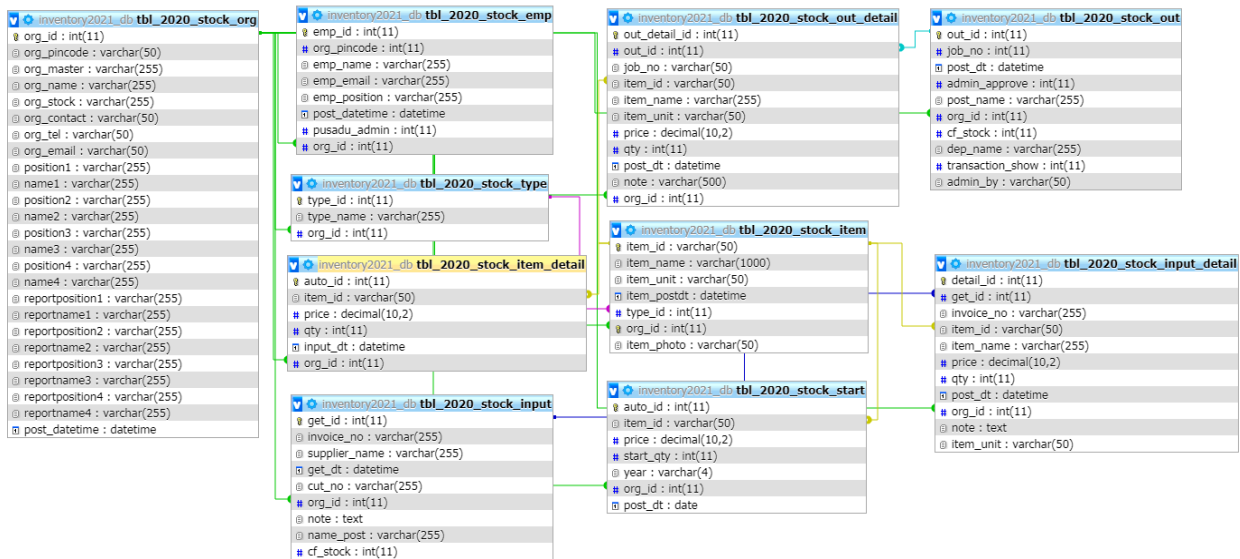 inventory2021_db tbl_2020_stock_org
org_id : int(11)
org_pincode : varchar(50)
org_master : varchar(255)
org_name : varchar(255)
org_stock : varchar(255)
org_contact : varchar(50)
org_tel : varchar(50)
org_email : varchar(50)
position1 : varchar(255)
name1 : varchar(255)
position2 : varchar(255)
name2 : varchar(255)
position3 : varchar(255)
name3 : varchar(255)
position4 : varchar(255)
name4 : varchar(255)
reportposition1 : varchar(255)
reportname1 : varchar(255)
reportposition2 : varchar(255)
reportname2 : varchar(255)
reportposition3 : varchar(255)
reportname3 : varchar(255)
reportposition4 : varchar(255)
reportname4 : varchar(255)
post_datetime : datetime
inventory2021_db tbl_2020_stock_emp
emp_id : int(11)
org_pincode : int(11)
emp_name : varchar(255)
emp_email : varchar(255)
emp_position : varchar(255)
post_datetime : datetime
pusadu_admin : int(11)
org_id : int(11)
inventory2021_db tbl_2020_stock_type
type_id : int(11)
type_name : varchar(255)
org_id : int(11)
inventory2021_db tbl_2020_stock_item_detail
auto_id : int(11)
item_id : varchar(50)
price : decimal(10,2)
qty : int(11)
input_dt : datetime
org_id : int(11)
inventory2021_db tbl_2020_stock_input
get_id : int(11)
invoice_no : varchar(255)
supplier_name : varchar(255)
get_dt : datetime
cut_no : varchar(255)
org_id : int(11)
note : text
name_post : varchar(255)
cf_stock : int(11)
inventory2021_db tbl_2020_stock_out_detail
out_detail_id : int(11)
out_id : int(11)
job_no : varchar(50)
item_id : varchar(50)
item_name : varchar(255)
item_unit : varchar(50)
price : decimal(10,2)
qty : int(11)
post_dt : datetime
note : varchar(500)
org_id : int(11)
inventory2021_db tbl_2020_stock_item
item_id : varchar(50)
item_name : varchar(1000)
item_unit : varchar(50)
item_postdt : datetime
type_id : int(11)
org_id : int(11)
item_photo : varchar(50)
inventory2021_db tbl_2020_stock_start
auto_id : int(11)
item_id : varchar(50)
price : decimal(10,2)
start_qty : int(11)
year : varchar(4)
org_id : int(11)
post_dt : date
inventory2021_db tbl_2020_stock_out
out_id : int(11)
job_no : int(11)
post_dt : datetime
admin_approve : int(11)
post_name : varchar(255)
org_id : int(11)
cf_stock : int(11)
dep_name : varchar(255)
transaction_show : int(11)
admin_by : varchar(50)
inventory2021_db tbl_2020_stock_input_detail
detail_id : int(11)
get_id : int(11)
invoice_no : varchar(255)
item_id : varchar(50)
item_name : varchar(255)
price : decimal(10,2)
qty : int(11)
post_dt : datetime
org_id : int(11)
note : text
item_unit : varchar(50)